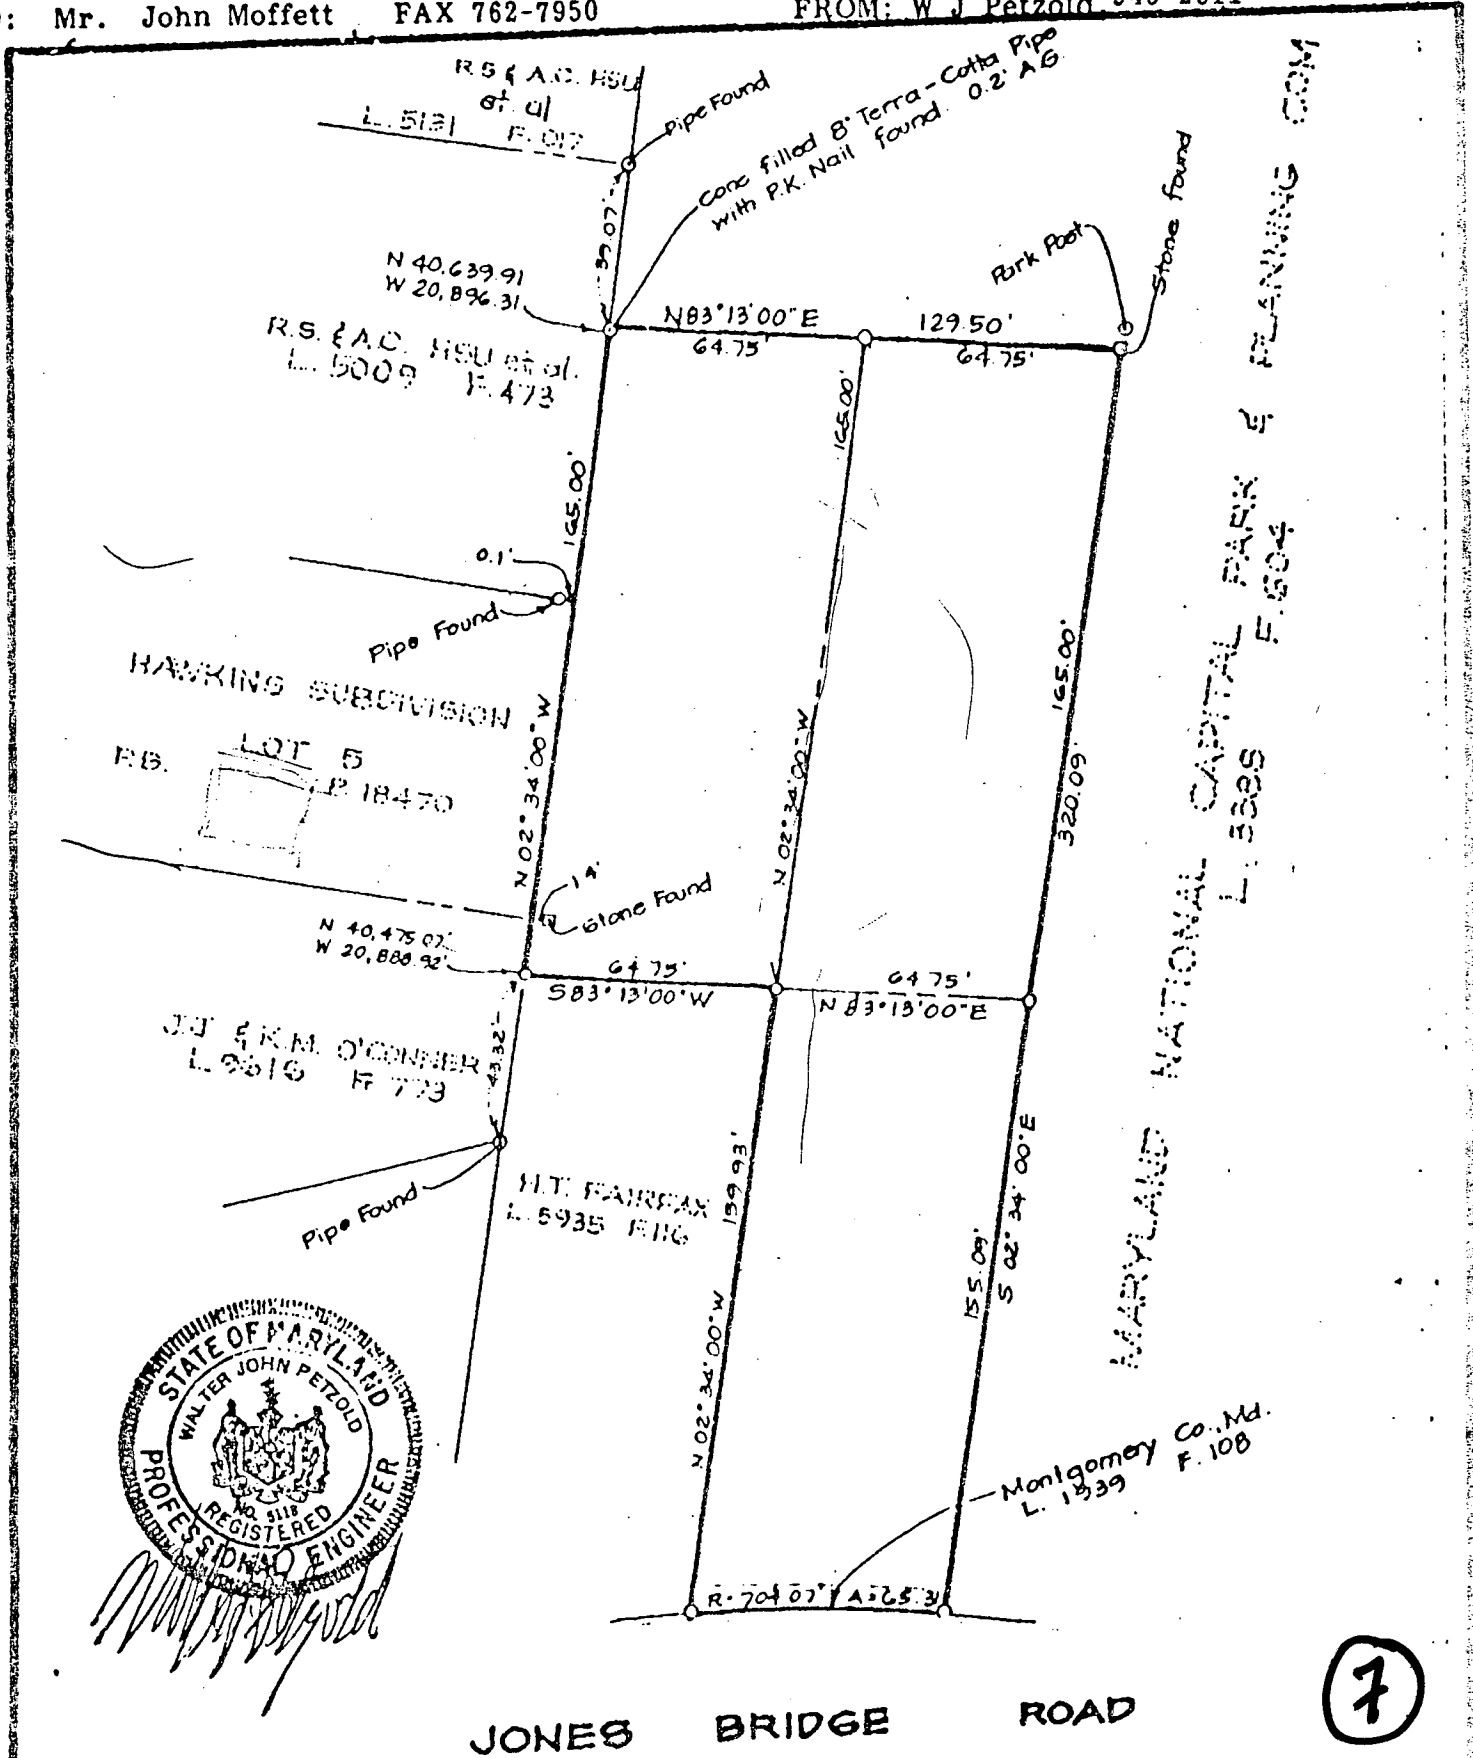 Mr. John Moffett FAX 762-7950 FROM: W J Petzold
R.S. & A.C. HSU
et. al
L. 5131 F. 017
Pipe Found
Conc filled 8" Terra-Cotta Pipe
with P.K. Nail found. 0.2' A.G.
Park Post
Stone found
39.07'
N 40,639.91
W 20,896.31
N83°13'00"E 129.50'
64.75' 64.75'
R.S. & A.C. HSU et al.
L. 5009 F. 473
165.00'
165.00'
0.1'
Pipe Found
165.00'
320.09'
HAWKING SUBDIVISION
LOT 5
P.B. P. 18470
N 02°34'00"W
N 02°34'00"W
1.4'
Stone Found
N 40,475.07'
W 20,888.92'
64.75'
S83°13'00"W
64.75'
N 83°13'00"E
J.T. & K.M. O'CONNER
L. 9619 F. 773
43.32'
Pipe Found
H.T. FAIRFAX
L. 5935 F. 116
159.93'
N 02°34'00"W
155.09'
S 02°34'00"E
MARYLAND NATIONAL CAPITAL PARK & PLANNING COM
L. 3385 F. 504
STATE OF MARYLAND
WALTER JOHN PETZOLD
NO. 5118
REGISTERED
PROFESSIONAL ENGINEER
Montgomery Co., Md.
L. 1339 F. 108
R=704.07' A=65.31
JONES BRIDGE ROAD
7